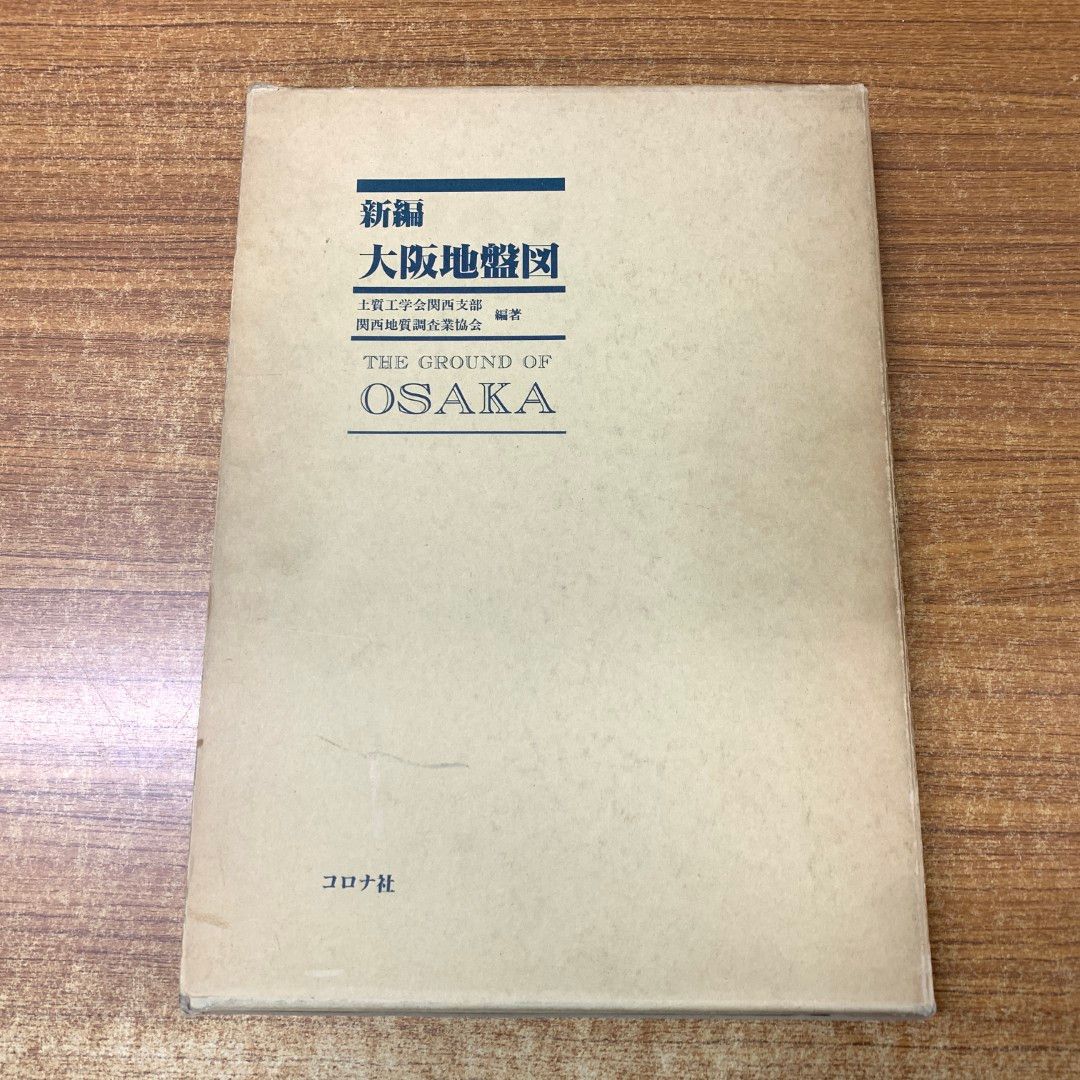 新編
大阪地盤図
土質工学会関西支部
関西地質調査業協会
編著
THE GROUND OF
OSAKA
コロナ社